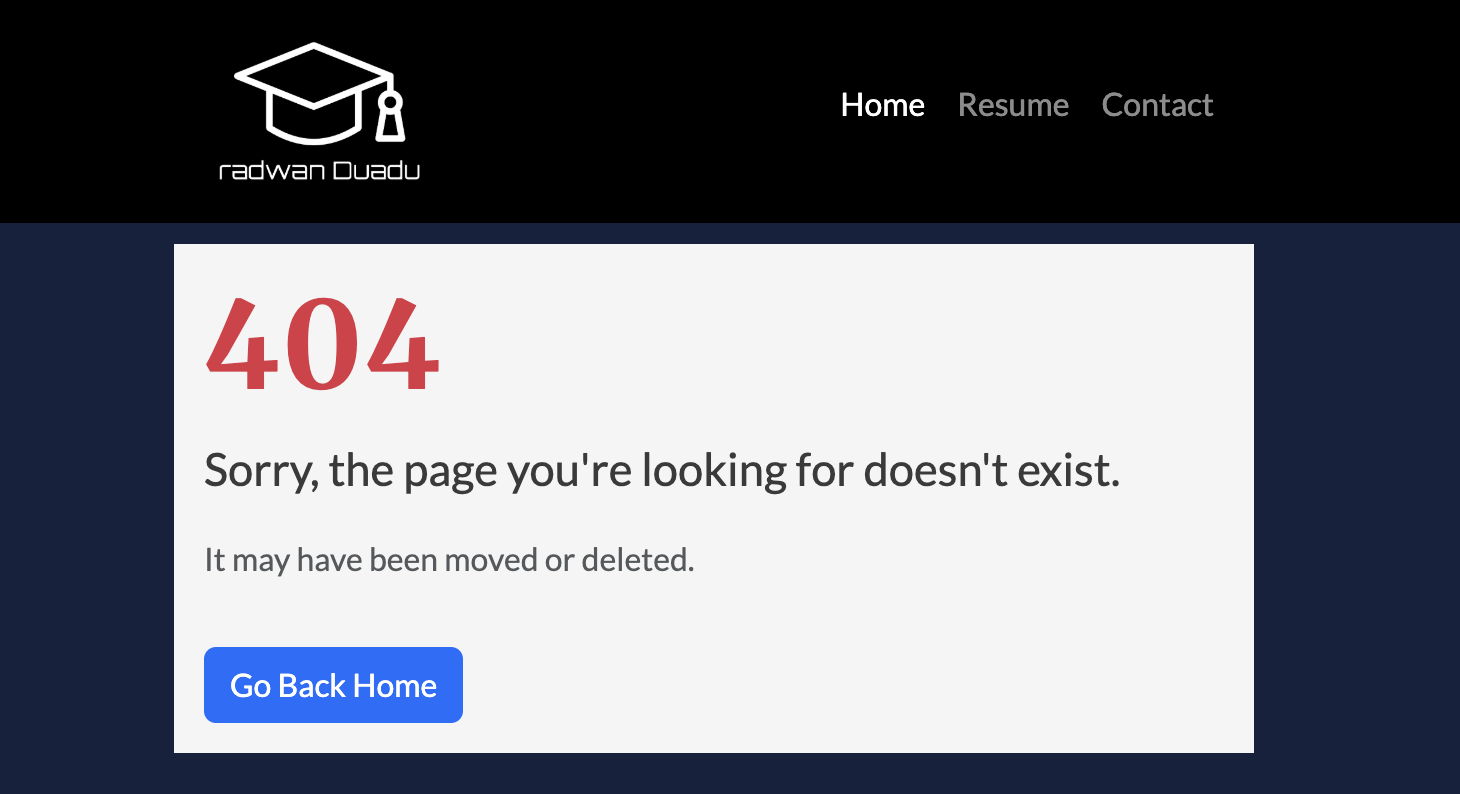 radwan Duadu
Home Resume Contact
404
Sorry, the page you're looking for doesn't exist.
It may have been moved or deleted.
Go Back Home